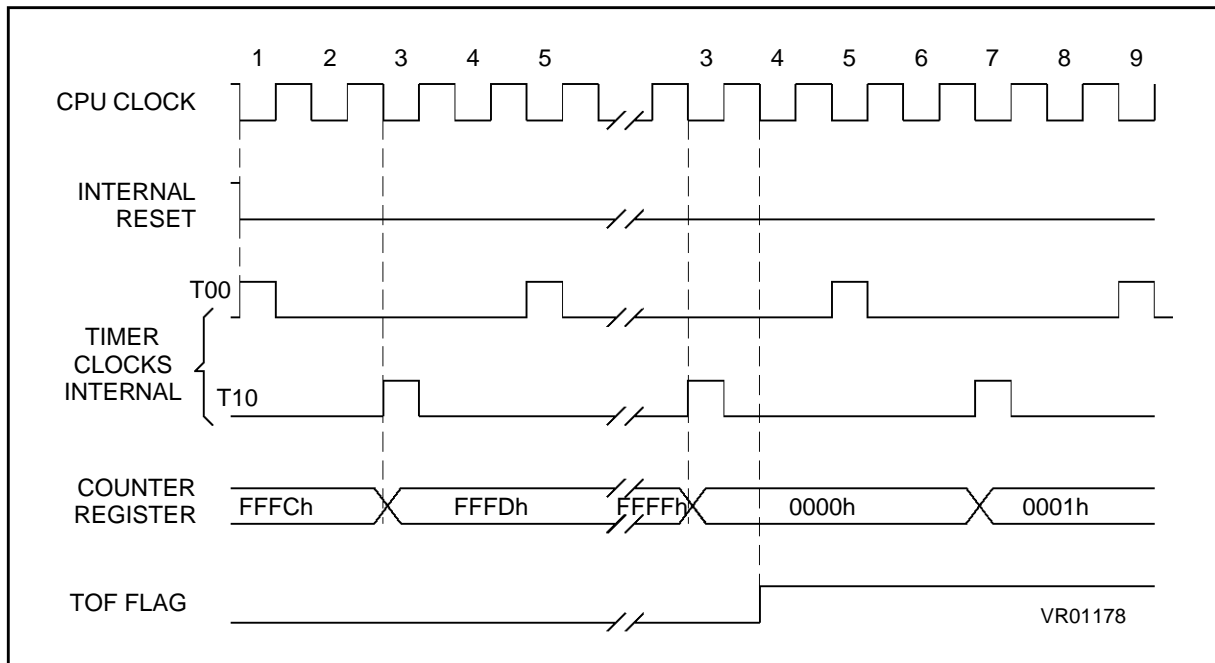 1 2 3 4 5 3 4 5 6 7 8 9
CPU CLOCK
INTERNAL
RESET
T00
TIMER
CLOCKS
INTERNAL
T10
COUNTER
REGISTER
FFFCh FFFDh FFFFh 0000h 0001h
TOF FLAG
VR01178